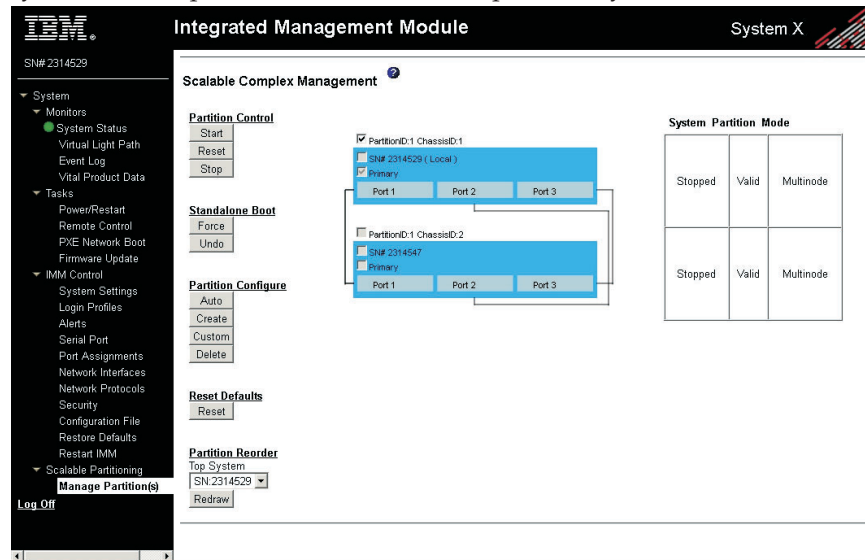 IBM®
Integrated Management Module
System X
SN# 2314529
System
Monitors
System Status
Virtual Light Path
Event Log
Vital Product Data
Tasks
Power/Restart
Remote Control
PXE Network Boot
Firmware Update
IMM Control
System Settings
Login Profiles
Alerts
Serial Port
Port Assignments
Network Interfaces
Network Protocols
Security
Configuration File
Restore Defaults
Restart IMM
Scalable Partitioning
Manage Partition(s)
Log Off
Scalable Complex Management ?
Partition Control
Start
Reset
Stop
Standalone Boot
Force
Undo
Partition Configure
Auto
Create
Custom
Delete
Reset Defaults
Reset
Partition Reorder
Top System
SN:2314529
Redraw
PartitionID:1 ChassisID:1
SN# 2314529 ( Local )
Primary
Port 1 Port 2 Port 3
PartitionID:1 ChassisID:2
SN# 2314547
Primary
Port 1 Port 2 Port 3
System Partition Mode
Stopped Valid Multinode
Stopped Valid Multinode